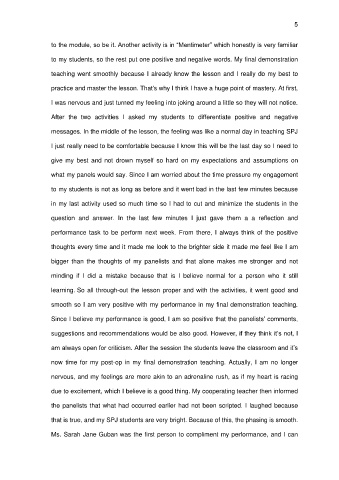 5
to the module, so be it. Another activity is in "Mentimeter" which honestly is very familiar
to my students, so the rest put one positive and negative words. My final demonstration
teaching went smoothly because I already know the lesson and I really do my best to
practice and master the lesson. That's why I think I have a huge point of mastery. At first,
I was nervous and just turned my feeling into joking around a little so they will not notice.
After the two activities I asked my students to differentiate positive and negative
messages. In the middle of the lesson, the feeling was like a normal day in teaching SPJ
I just really need to be comfortable because I know this will be the last day so I need to
give my best and not drown myself so hard on my expectations and assumptions on
what my panels would say. Since I am worried about the time pressure my engagement
to my students is not as long as before and it went bad in the last few minutes because
in my last activity used so much time so I had to cut and minimize the students in the
question and answer. In the last few minutes I just gave them a a reflection and
performance task to be perform next week. From there, I always think of the positive
thoughts every time and it made me look to the brighter side it made me feel like I am
bigger than the thoughts of my panelists and that alone makes me stronger and not
minding if I did a mistake because that is I believe normal for a person who it still
learning. So all through-out the lesson proper and with the activities, it went good and
smooth so I am very positive with my performance in my final demonstration teaching.
Since I believe my performance is good, I am so positive that the panelists' comments,
suggestions and recommendations would be also good. However, if they think it's not, I
am always open for criticism. After the session the students leave the classroom and it's
now time for my post-op in my final demonstration teaching. Actually, I am no longer
nervous, and my feelings are more akin to an adrenaline rush, as if my heart is racing
due to excitement, which I believe is a good thing. My cooperating teacher then informed
the panelists that what had occurred earlier had not been scripted. I laughed because
that is true, and my SPJ students are very bright. Because of this, the phasing is smooth.
Ms. Sarah Jane Guban was the first person to compliment my performance, and I can